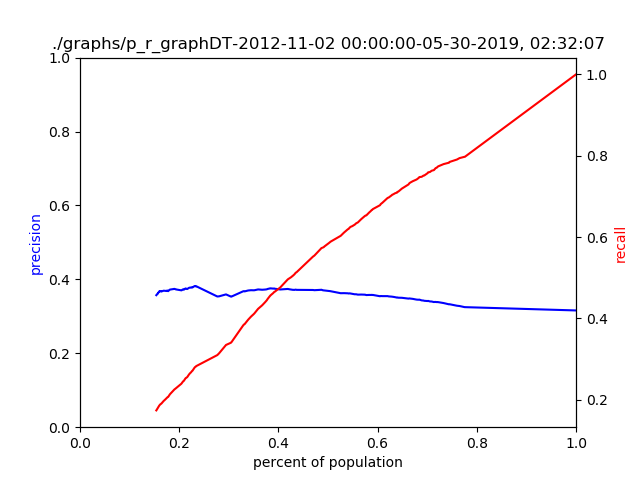 ./graphs/p_r_graphDT-2012-11-02 00:00:00-05-30-2019, 02:32:07
1.0
0.8
0.6
0.4
0.2
0.0
precision
1.0
0.8
0.6
0.4
0.2
recall
0.0 0.2 0.4 0.6 0.8 1.0
percent of population